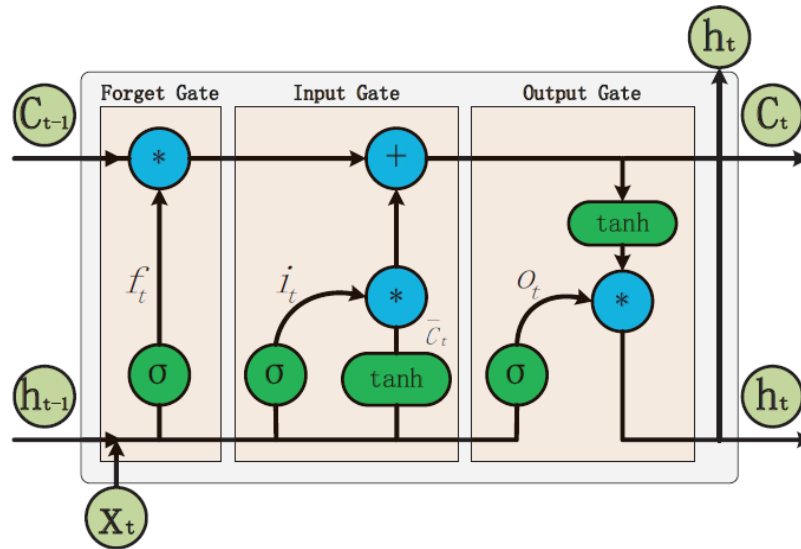 hₜ
Forget Gate Input Gate Output Gate
Cₜ₋₁ Cₜ
* +
tanh
fₜ iₜ * oₜ *
C̄ₜ
σ σ tanh σ
hₜ₋₁ hₜ
Xₜ